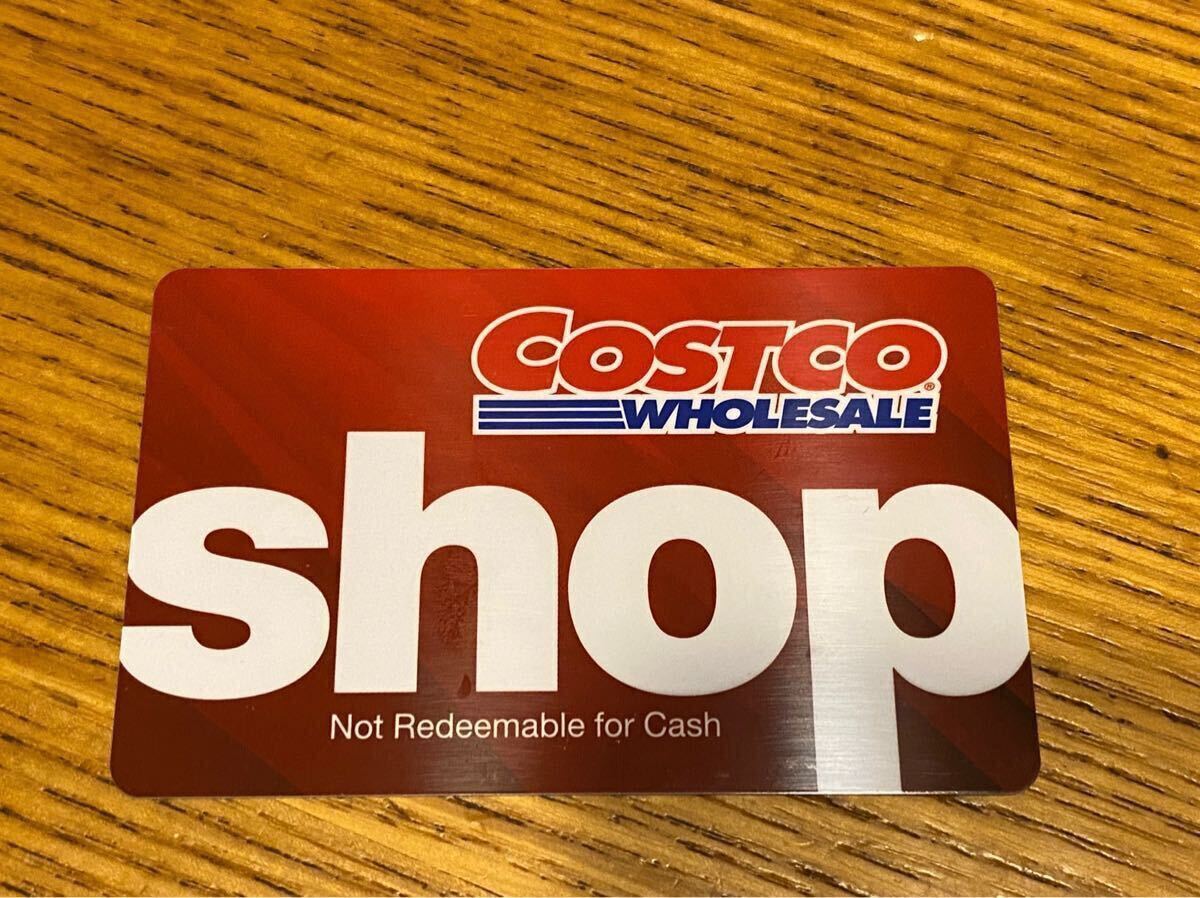 COSTCO®
WHOLESALE
shop
Not Redeemable for Cash